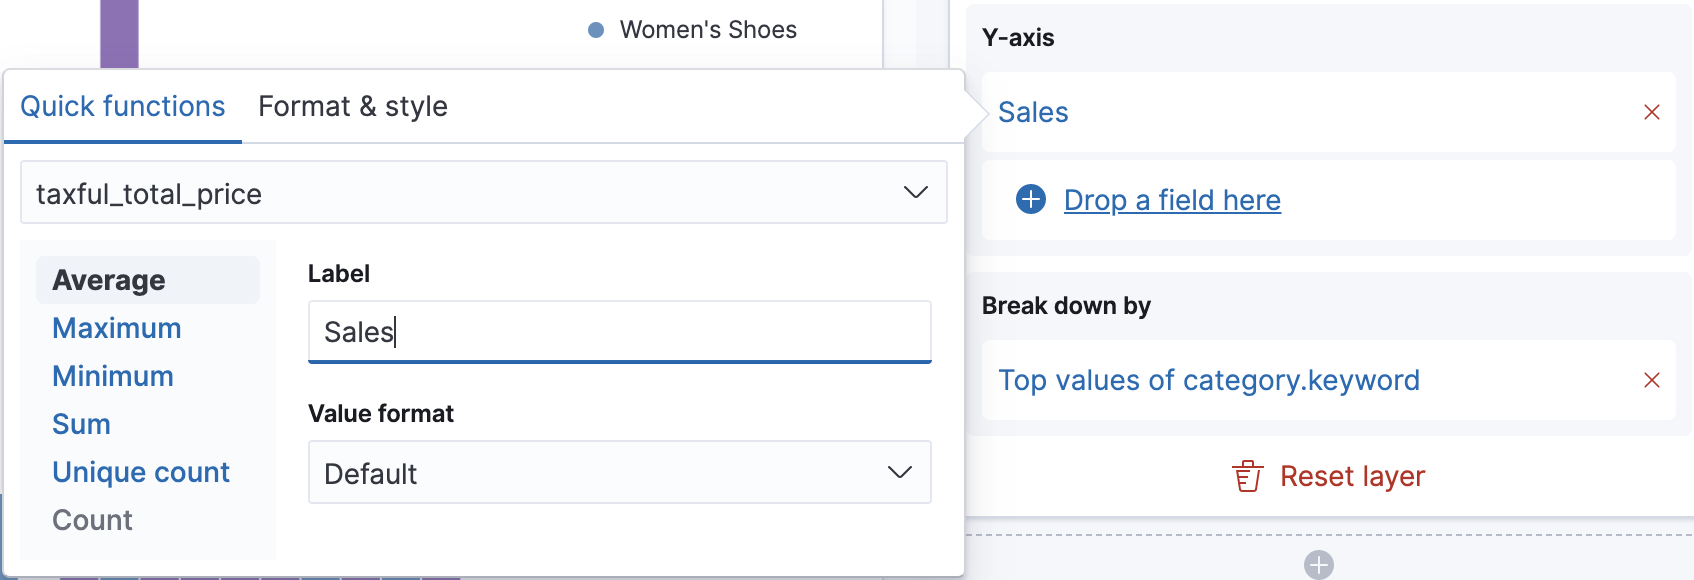 Women's Shoes
Quick functions
Format & style
taxful_total_price
Average
Maximum
Minimum
Sum
Unique count
Count
Label
Sales
Value format
Default
Y-axis
Sales
Drop a field here
Break down by
Top values of category.keyword
Reset layer